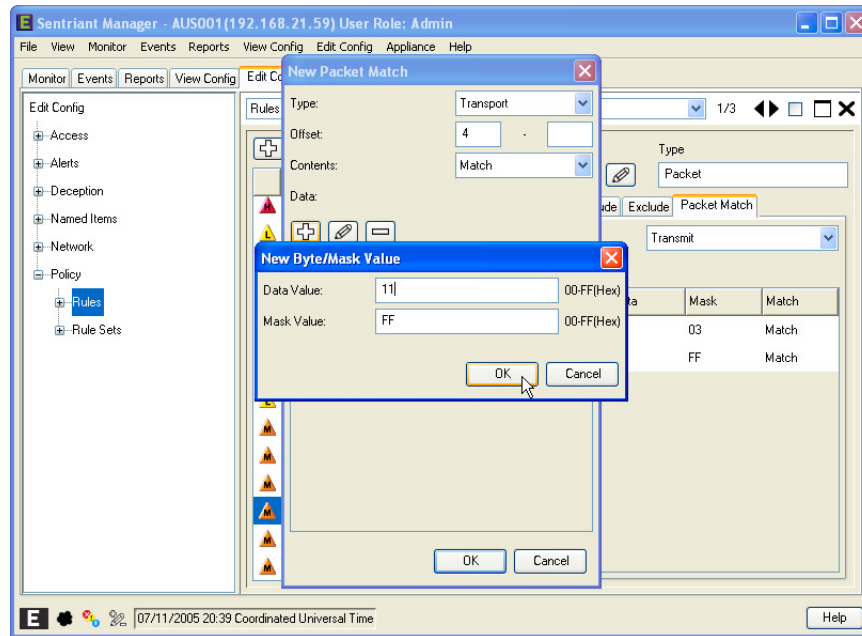 Sentriant Manager - AUS001(192.168.21.59) User Role: Admin
File View Monitor Events Reports View Config Edit Config Appliance Help
Monitor Events Reports View Config Edit Co
New Packet Match
Edit Config
Access
Alerts
Deception
Named Items
Network
Policy
Rules
Rule Sets
Rules
1/3
Type: Transport
Offset: 4 -
Contents: Match
Data:
Type
Packet
ude Exclude Packet Match
Transmit
ta Mask Match
03 Match
FF Match
H
L
New Byte/Mask Value
Data Value: 11 00-FF(Hex)
Mask Value: FF 00-FF(Hex)
OK Cancel
L
M
M
M
M
M
M
OK Cancel
E 07/11/2005 20:39 Coordinated Universal Time Help